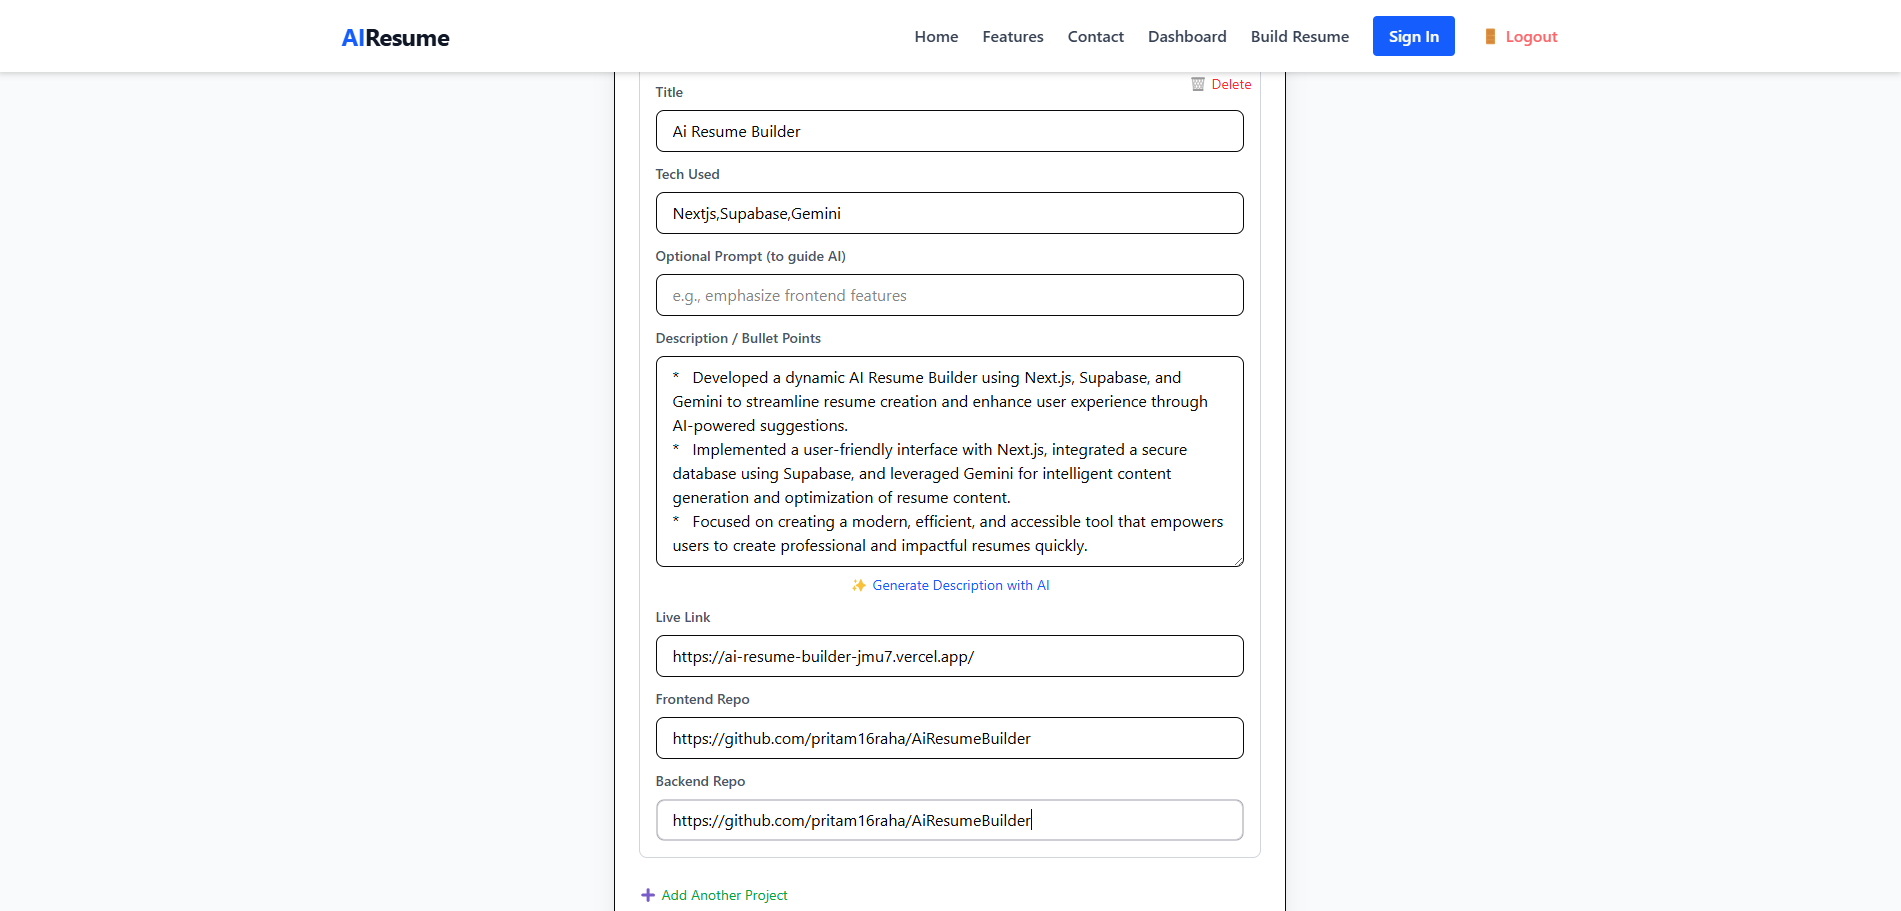 AIResume
Home Features Contact Dashboard Build Resume Sign In Logout
Delete
Title
Ai Resume Builder
Tech Used
Nextjs,Supabase,Gemini
Optional Prompt (to guide AI)
e.g., emphasize frontend features
Description / Bullet Points
*   Developed a dynamic AI Resume Builder using Next.js, Supabase, and
Gemini to streamline resume creation and enhance user experience through
AI-powered suggestions.
*   Implemented a user-friendly interface with Next.js, integrated a secure
database using Supabase, and leveraged Gemini for intelligent content
generation and optimization of resume content.
*   Focused on creating a modern, efficient, and accessible tool that empowers
users to create professional and impactful resumes quickly.
✨ Generate Description with AI
Live Link
https://ai-resume-builder-jmu7.vercel.app/
Frontend Repo
https://github.com/pritam16raha/AiResumeBuilder
Backend Repo
https://github.com/pritam16raha/AiResumeBuilder
➕ Add Another Project